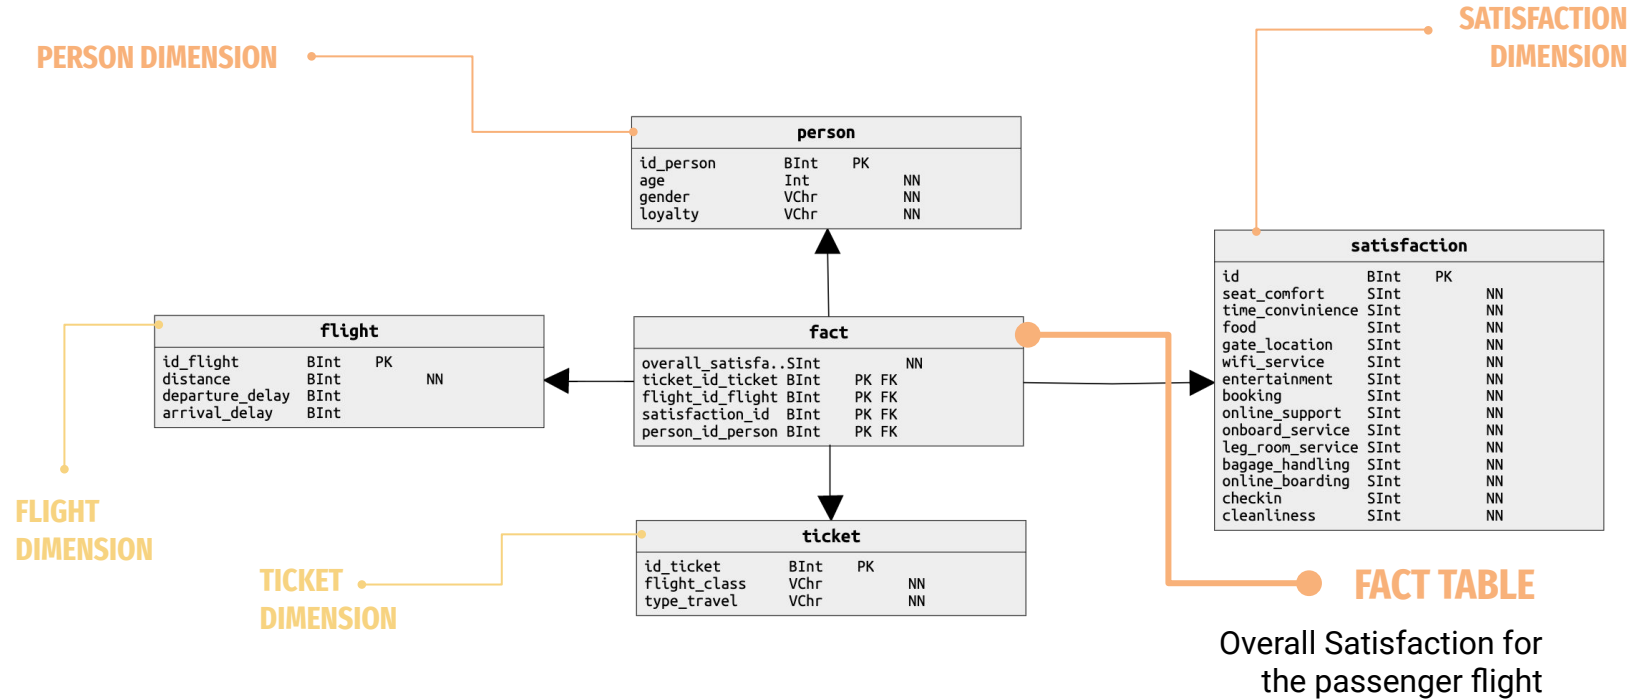 SATISFACTION
DIMENSION
PERSON DIMENSION
person
id_person BInt PK
age Int NN
gender VChr NN
loyalty VChr NN
satisfaction
id BInt PK
seat_comfort SInt NN
time_convinience SInt NN
food SInt NN
gate_location SInt NN
wifi_service SInt NN
entertainment SInt NN
booking SInt NN
online_support SInt NN
onboard_service SInt NN
leg_room_service SInt NN
bagage_handling SInt NN
online_boarding SInt NN
checkin SInt NN
cleanliness SInt NN
flight
id_flight BInt PK
distance BInt NN
departure_delay BInt
arrival_delay BInt
fact
overall_satisfa..SInt NN
ticket_id_ticket BInt PK FK
flight_id_flight BInt PK FK
satisfaction_id BInt PK FK
person_id_person BInt PK FK
FLIGHT
DIMENSION
ticket
id_ticket BInt PK
flight_class VChr NN
type_travel VChr NN
TICKET
DIMENSION
FACT TABLE
Overall Satisfaction for
the passenger flight